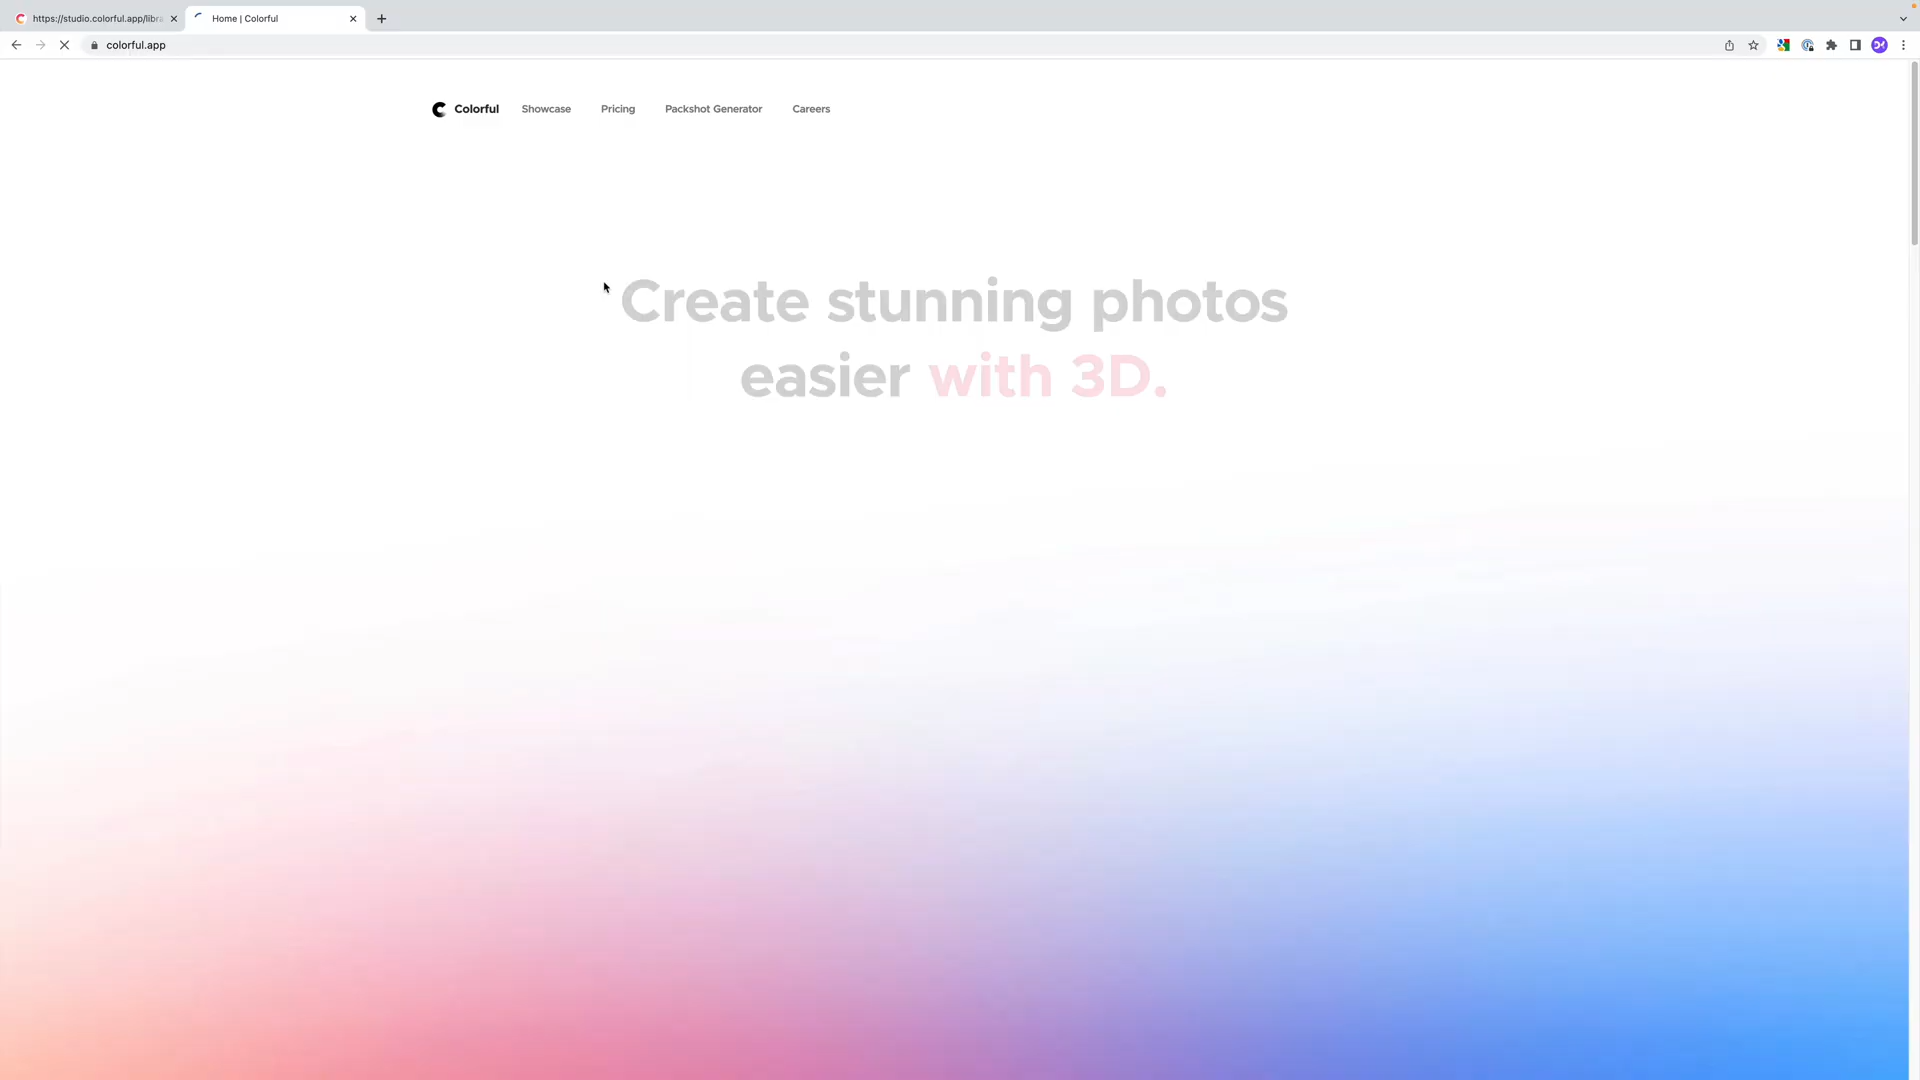 https://studio.colorful.app/libra
Home | Colorful
colorful.app
Colorful
Showcase
Pricing
Packshot Generator
Careers
Create stunning photos
easier with 3D.